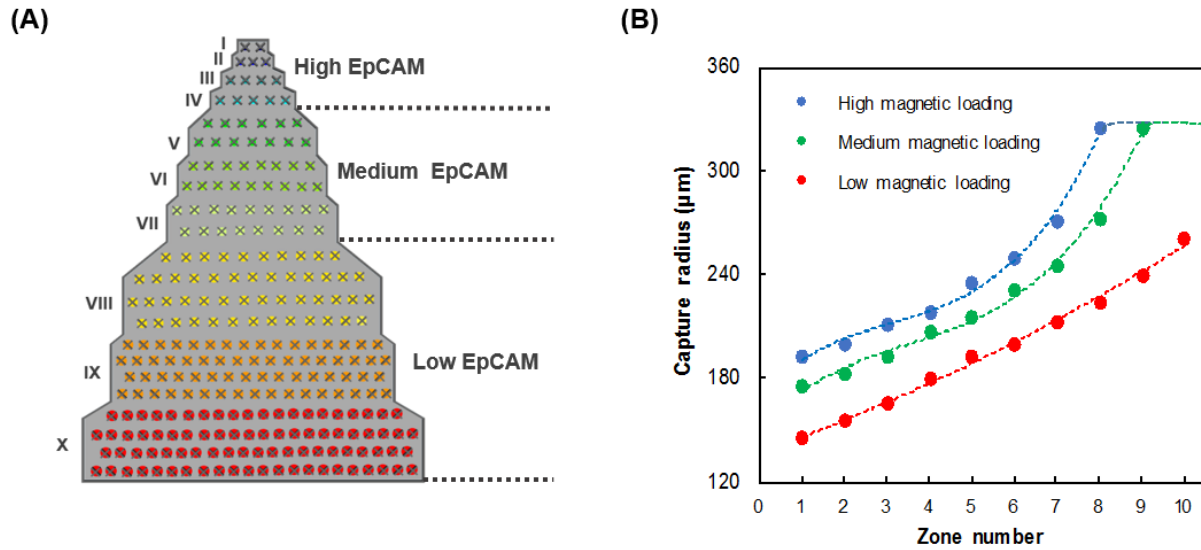 (A)
I
II
III
IV
V
VI
VII
VIII
IX
X
High EpCAM
Medium EpCAM
Low EpCAM
(B)
Capture radius (µm)
360
300
240
180
120
High magnetic loading
Medium magnetic loading
Low magnetic loading
0 1 2 3 4 5 6 7 8 9 10
Zone number